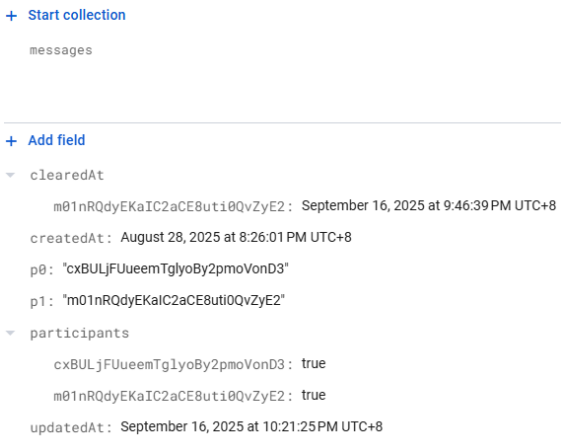 + Start collection
messages
+ Add field
clearedAt
m01nRQdyEKaIC2aCE8uti0QvZyE2: September 16, 2025 at 9:46:39 PM UTC+8
createdAt: August 28, 2025 at 8:26:01 PM UTC+8
p0: "cxBULjFUueemTglyoBy2pmoVonD3"
p1: "m01nRQdyEKaIC2aCE8uti0QvZyE2"
participants
cxBULjFUueemTglyoBy2pmoVonD3: true
m01nRQdyEKaIC2aCE8uti0QvZyE2: true
updatedAt: September 16, 2025 at 10:21:25 PM UTC+8